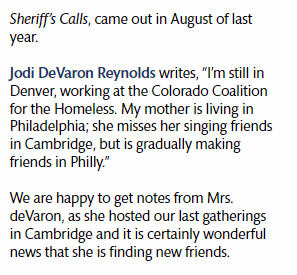 Sheriff's Calls, came out in August of last
year.
Jodi DeVaron Reynolds writes, “I'm still in
Denver, working at the Colorado Coalition
for the Homeless. My mother is living in
Philadelphia; she misses her singing friends
in Cambridge, but is gradually making
friends in Philly.”
We are happy to get notes from Mrs.
deVaron, as she hosted our last gatherings
in Cambridge and it is certainly wonderful
news that she is finding new friends.